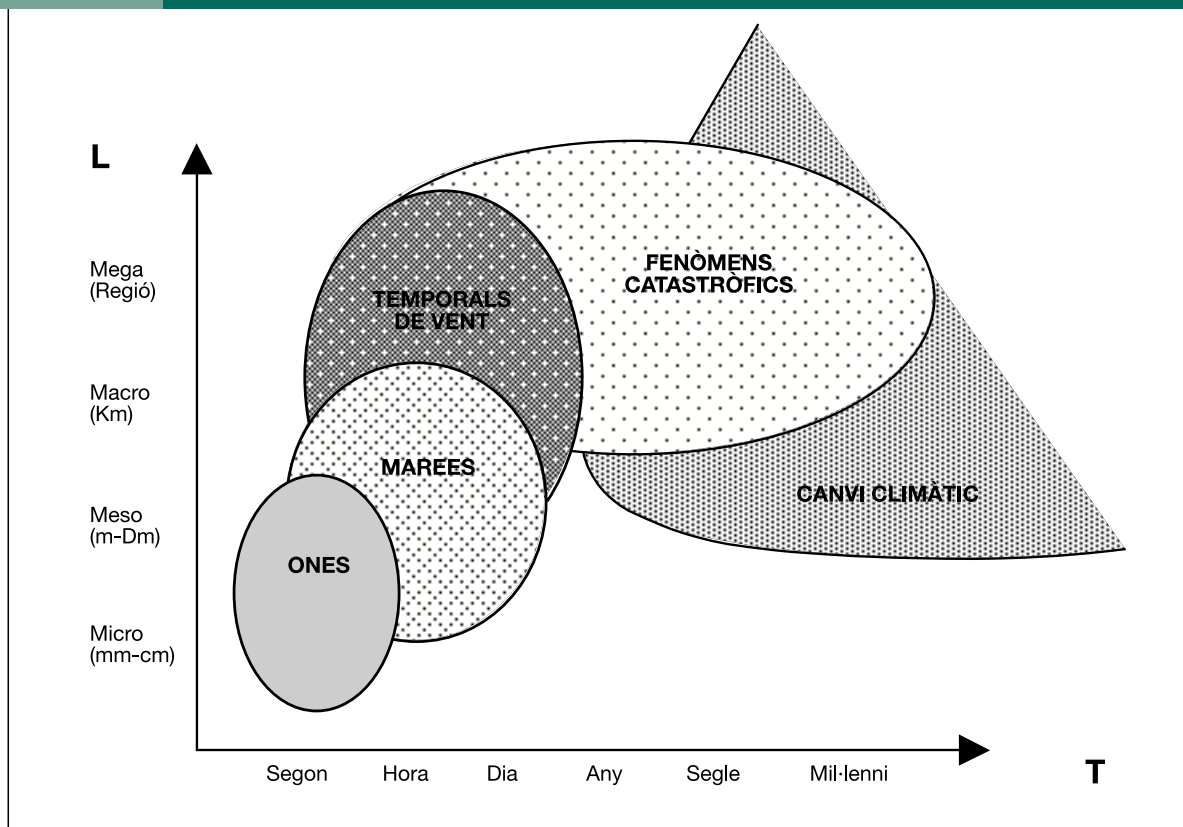 L
Mega
(Regió)
FENÒMENS
CATASTRÒFICS
TEMPORALS
DE VENT
Macro
(Km)
MAREES
CANVI CLIMÀTIC
Meso
(m-Dm)
ONES
Micro
(mm-cm)
Segon Hora Dia Any Segle Mil·lenni
T